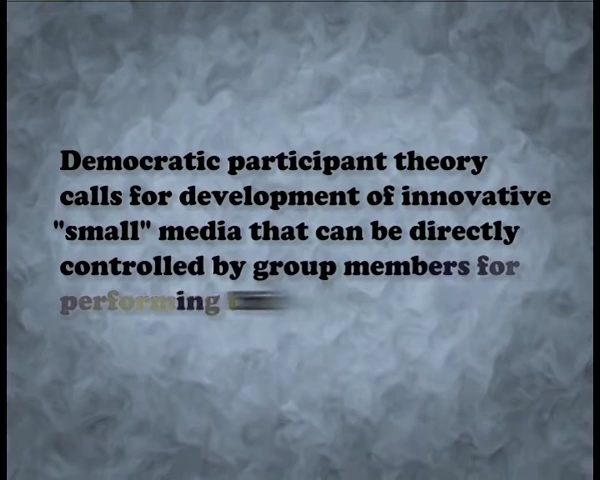 Democratic participant theory
calls for development of innovative
"small" media that can be directly
controlled by group members for
performing